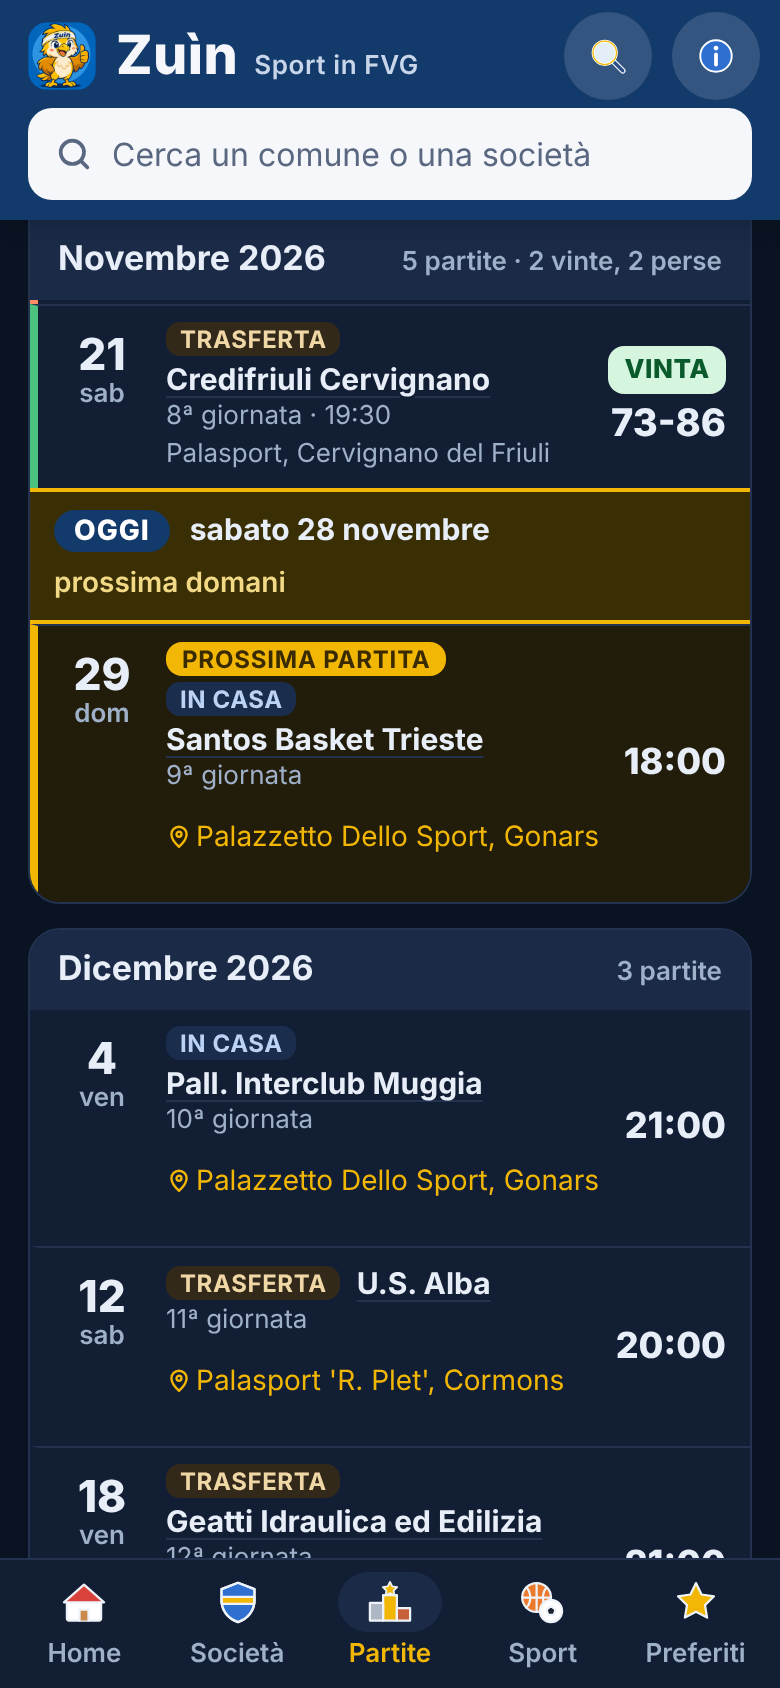 Zuìn Sport in FVG
Cerca un comune o una società
Novembre 2026 5 partite · 2 vinte, 2 perse
21 sab
TRASFERTA
Credifriuli Cervignano
8ª giornata · 19:30
Palasport, Cervignano del Friuli
VINTA
73-86
OGGI sabato 28 novembre
prossima domani
29 dom
PROSSIMA PARTITA
IN CASA
Santos Basket Trieste
9ª giornata
18:00
Palazzetto Dello Sport, Gonars
Dicembre 2026 3 partite
4 ven
IN CASA
Pall. Interclub Muggia
10ª giornata
21:00
Palazzetto Dello Sport, Gonars
12 sab
TRASFERTA U.S. Alba
11ª giornata
20:00
Palasport 'R. Plet', Cormons
18 ven
TRASFERTA
Geatti Idraulica ed Edilizia
12ª giornata
21:00
Home Società Partite Sport Preferiti